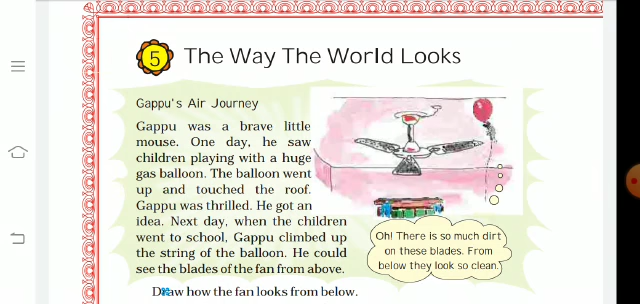 5 The Way The World Looks
Gappu's Air Journey
Gappu was a brave little
mouse. One day, he saw
children playing with a huge
gas balloon. The balloon went
up and touched the roof.
Gappu was thrilled. He got an
idea. Next day, when the children
went to school, Gappu climbed up
the string of the balloon. He could
see the blades of the fan from above.
Oh! There is so much dirt
on these blades. From
below they look so clean.
Draw how the fan looks from below.